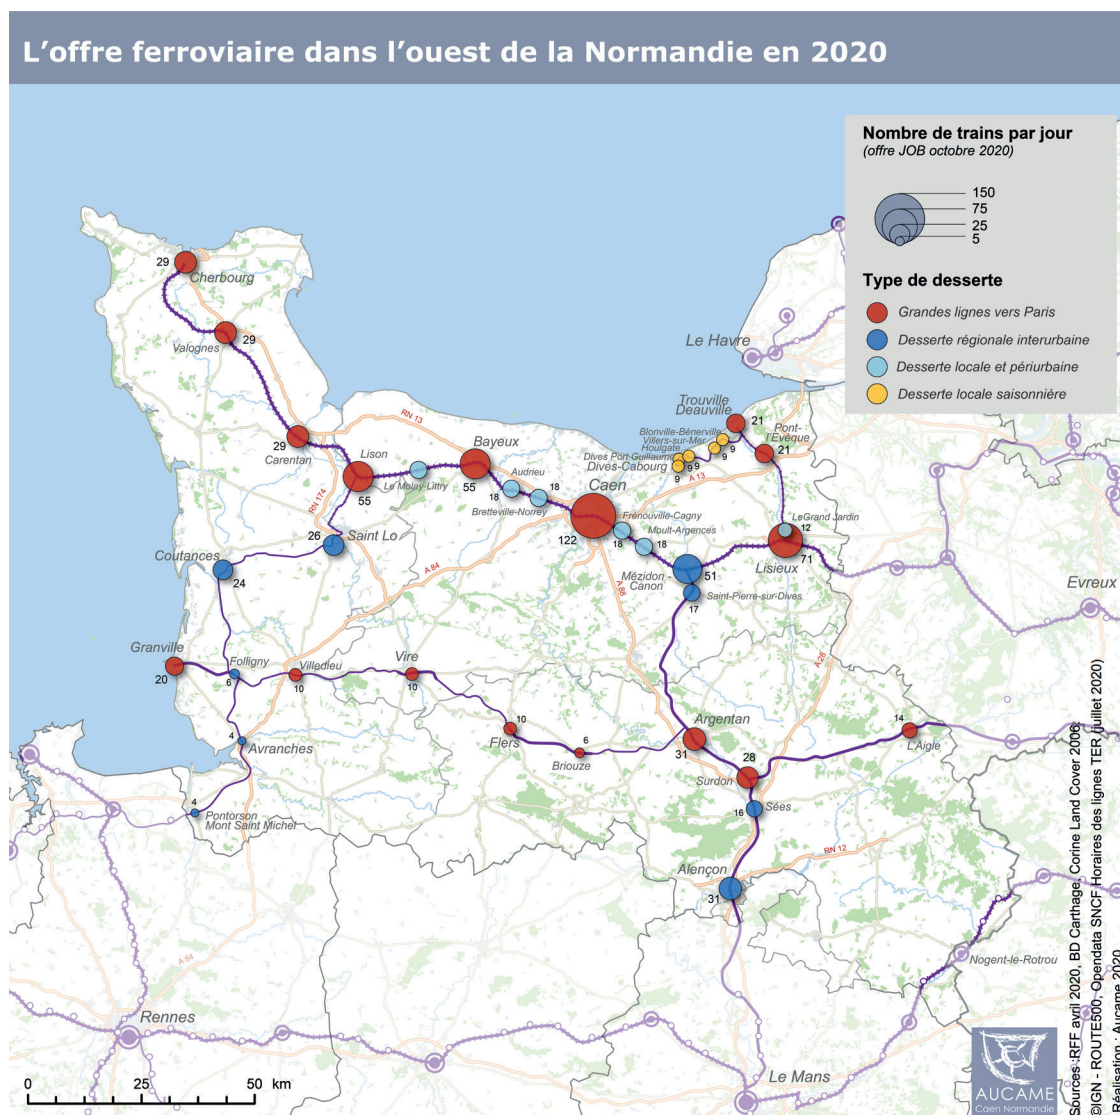 L'offre ferroviaire dans l'ouest de la Normandie en 2020
Nombre de trains par jour
(offre JOB octobre 2020)
150
75
25
5
Type de desserte
Grandes lignes vers Paris
Desserte régionale interurbaine
Desserte locale et périurbaine
Desserte locale saisonnière
29
Cherbourg
Valognes
29
Le Havre
Trouville
Deauville
21
Blonville-Bénerville
Villers-sur-Mer
Houlgate
Dives Port Guillaume
Dives-Cabourg
9
9
9
9
9
Pont-
l'Evêque
21
RN 13
A 13
29
Carentan
Lison
55
Le Molay-Littry
Bayeux
55
Audrieu
18
18
Bretteville-Norrey
Caen
122
Frénouville-Cagny
18
Moult-Argences
18
LeGrand Jardin
12
Lisieux
71
Mézidon -
Canon
51
Saint-Pierre-sur-Dives
17
Evreux
RN 174
26
Saint Lo
Coutances
24
A 84
A 88
A 28
Granville
20
Folligny
6
Villedieu
10
Vire
10
10
Flers
6
Briouze
Argentan
31
28
Surdon
14
L'Aigle
4
Avranches
4
Pontorson
Mont Saint Michel
16
Sées
Alençon
31
RN 12
A 84
Rennes
Nogent-le-Rotrou
Le Mans
0
25
50
km
AUCAME
Caen Normandie
Sources :RFF avril 2020, BD Carthage, Corine Land Cover 2006,
©IGN - ROUTE500, Opendata SNCF Horaires des lignes TER (juillet 2020)
Réalisation : Aucame 2020